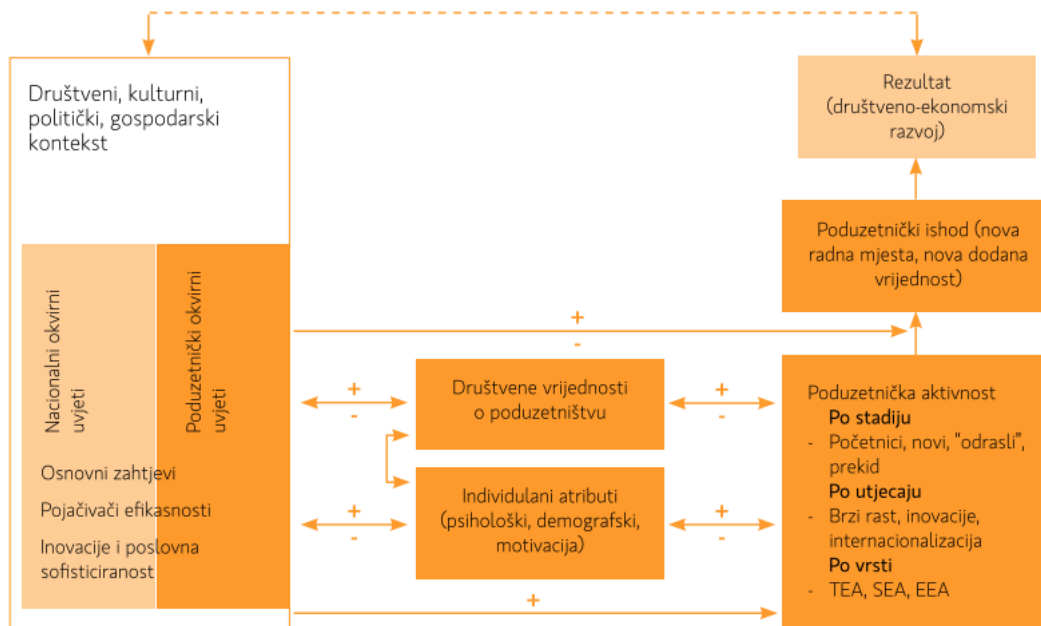 Društveni, kulturni,
politički, gospodarski
kontekst
Nacionalni okvirni
uvjeti
Poduzetnički okvirni
uvjeti
Osnovni zahtjevi
Pojačivači efikasnosti
Inovacije i poslovna
sofisticiranost
+
-
+
-
Društvene vrijednosti
o poduzetništvu
+
-
+
-
Individulani atributi
(psihološki, demografski,
motivacija)
+
-
+
Rezultat
(društveno-ekonomski
razvoj)
Poduzetnički ishod (nova
radna mjesta, nova dodana
vrijednost)
Poduzetnička aktivnost
Po stadiju
- Početnici, novi, "odrasli",
prekid
Po utjecaju
- Brzi rast, inovacije,
internacionalizacija
Po vrsti
- TEA, SEA, EEA